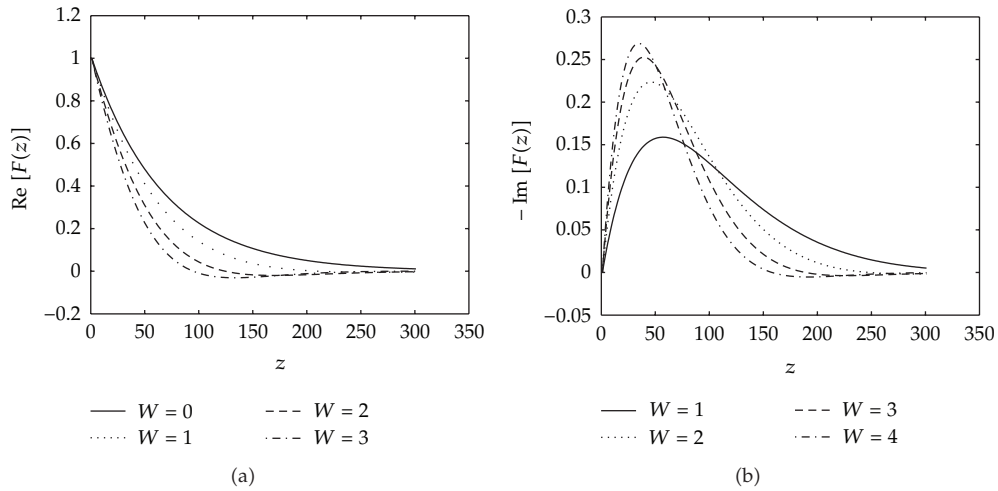 1.2
1
0.8
0.6
0.4
0.2
0
−0.2
Re [F(z)]
0 50 100 150 200 250 300 350
z
W = 0
W = 1
W = 2
W = 3
(a)
0.3
0.25
0.2
0.15
0.1
0.05
0
−0.05
− Im [F(z)]
0 50 100 150 200 250 300 350
z
W = 1
W = 2
W = 3
W = 4
(b)